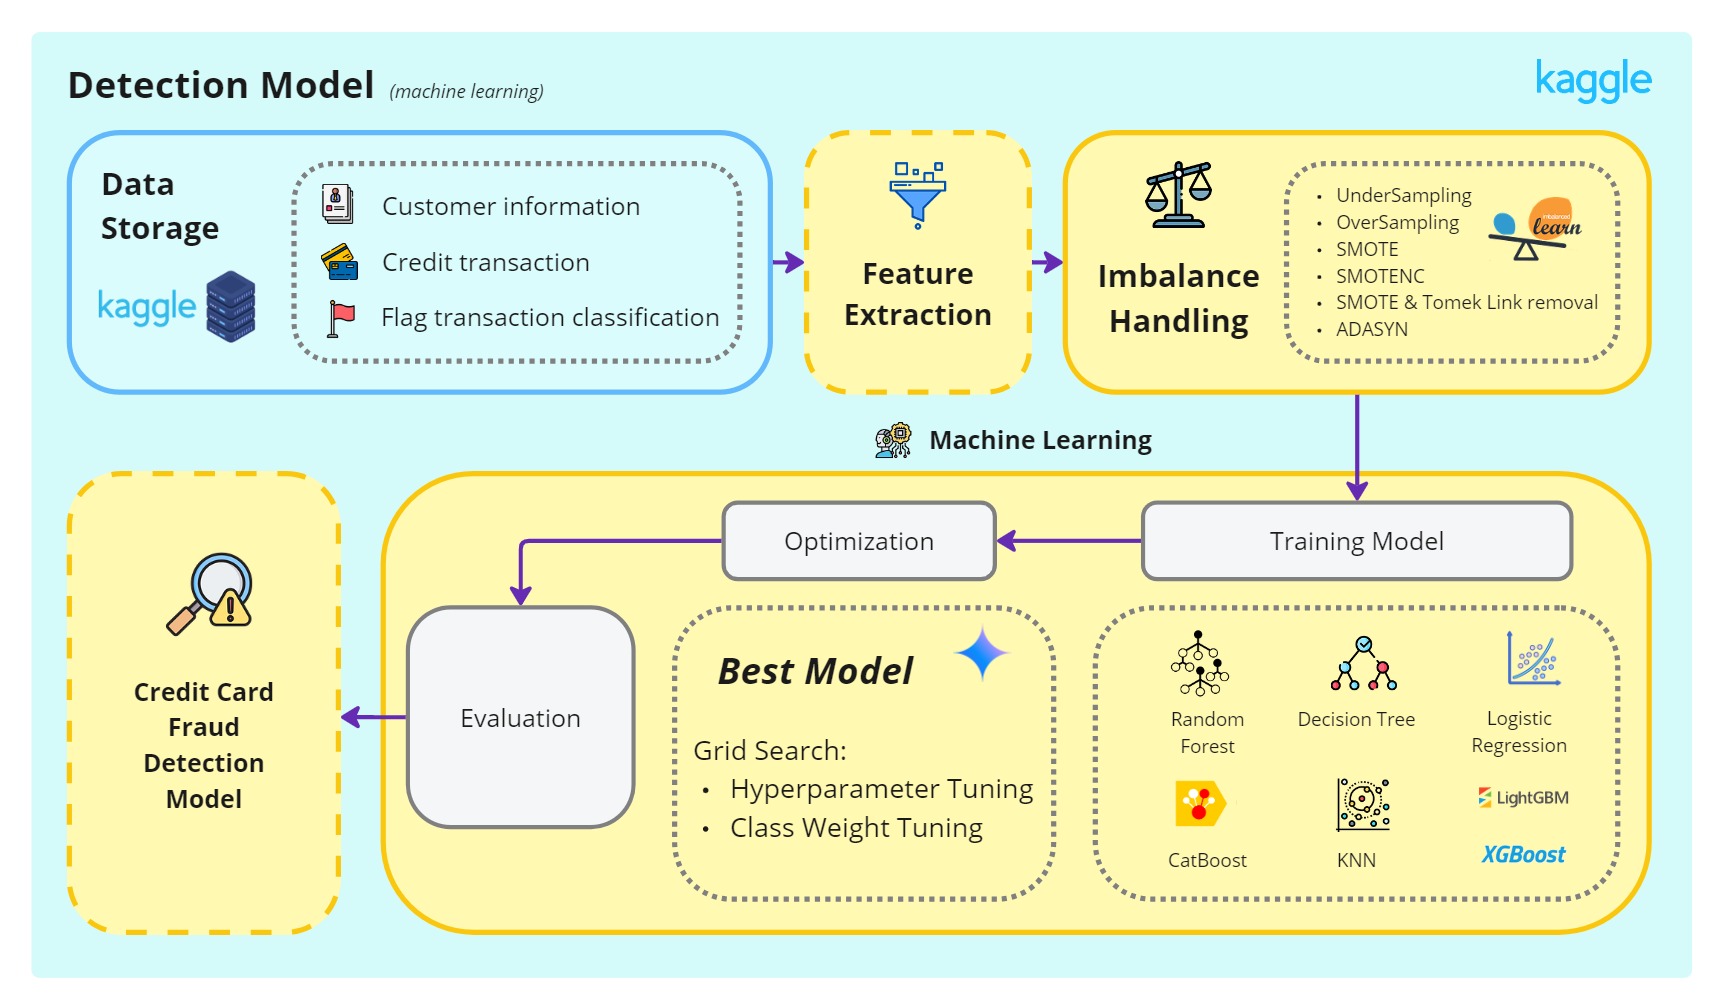 Detection Model (machine learning)
kaggle
Data
Storage
kaggle
Customer information
Credit transaction
Flag transaction classification
Feature
Extraction
Imbalance
Handling
• UnderSampling
• OverSampling
• SMOTE
• SMOTENC
• SMOTE & Tomek Link removal
• ADASYN
imbalanced
learn
Machine Learning
Training Model
Optimization
Evaluation
Random
Forest
Decision Tree
Logistic
Regression
CatBoost
KNN
LightGBM
XGBoost
Best Model
Grid Search:
• Hyperparameter Tuning
• Class Weight Tuning
Credit Card
Fraud
Detection
Model